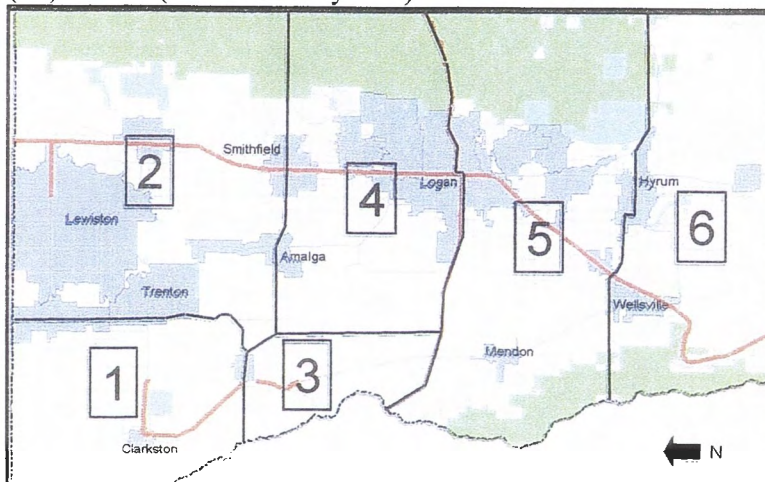 2
Smithfield
4
Logan
Hyrum
5
6
Lewiston
Amalga
Trenton
Wellsville
Mendon
1
3
Clarkston
N